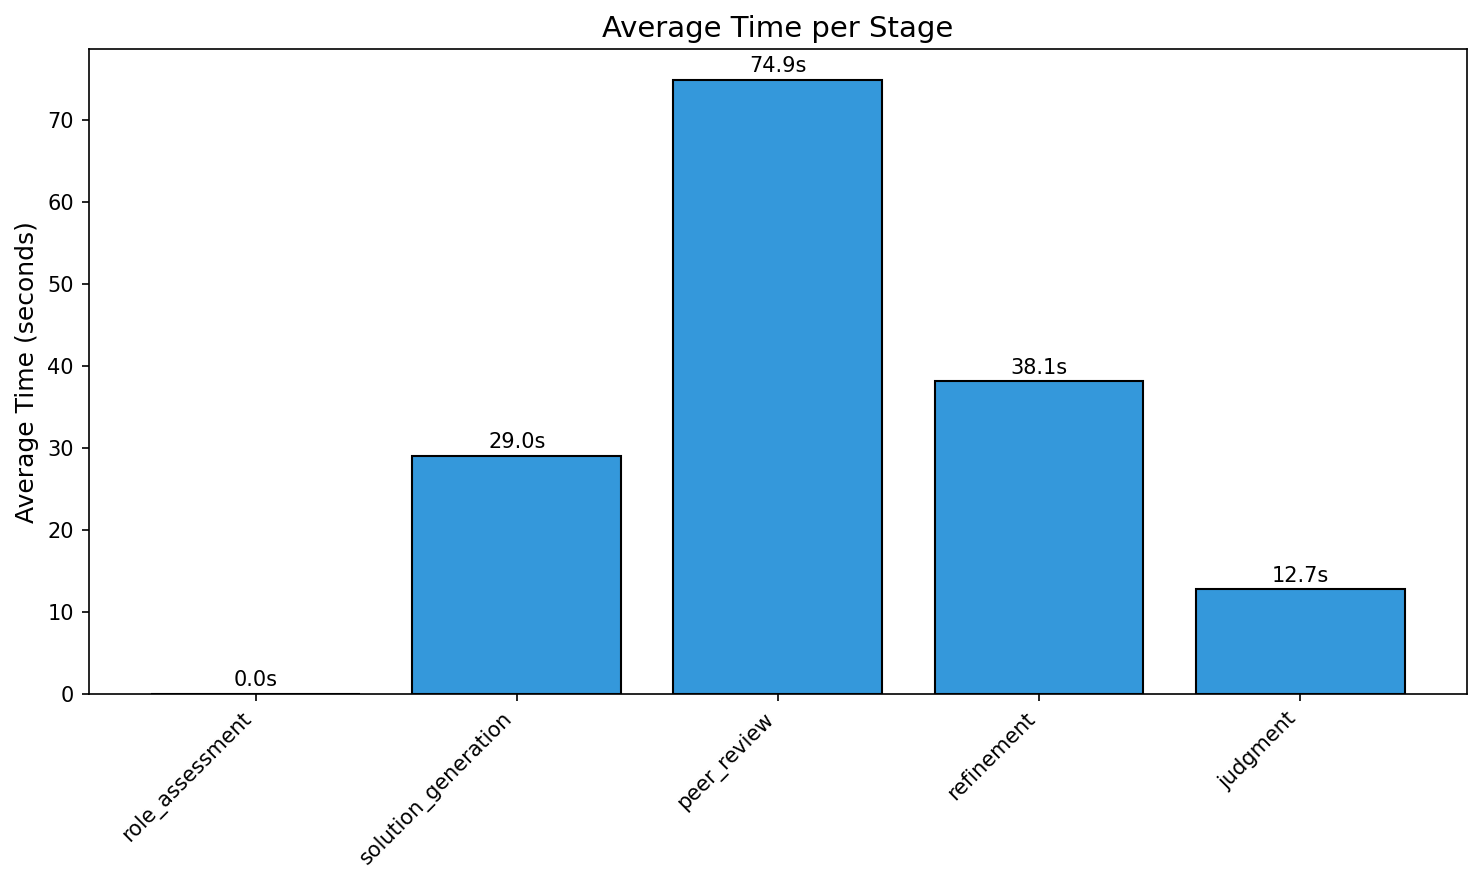 Average Time per Stage
Average Time (seconds)
70
60
50
40
30
20
10
0
0.0s
29.0s
74.9s
38.1s
12.7s
role_assessment
solution_generation
peer_review
refinement
judgment